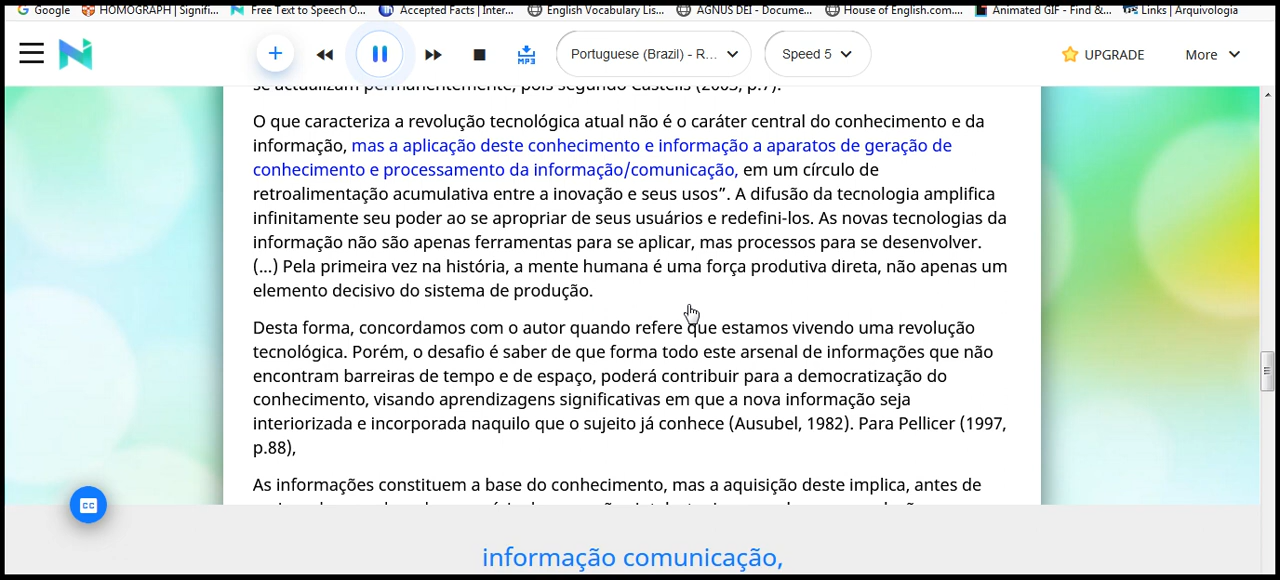 Google HOMOGRAPH | Signifi... Free Text to Speech O... Accepted Facts | Inter... English Vocabulary Lis... AGNUS DEI - Docume... House of English.com.... Animated GIF - Find &... Links | Arquivologia
MP3 Portuguese (Brazil) - R... Speed 5 UPGRADE More
se actualizam permanentemente, pois segundo Castells (2003, p.7):
O que caracteriza a revolução tecnológica atual não é o caráter central do conhecimento e da
informação, mas a aplicação deste conhecimento e informação a aparatos de geração de
conhecimento e processamento da informação/comunicação, em um círculo de
retroalimentação acumulativa entre a inovação e seus usos”. A difusão da tecnologia amplifica
infinitamente seu poder ao se apropriar de seus usuários e redefini-los. As novas tecnologias da
informação não são apenas ferramentas para se aplicar, mas processos para se desenvolver.
(...) Pela primeira vez na história, a mente humana é uma força produtiva direta, não apenas um
elemento decisivo do sistema de produção.
Desta forma, concordamos com o autor quando refere que estamos vivendo uma revolução
tecnológica. Porém, o desafio é saber de que forma todo este arsenal de informações que não
encontram barreiras de tempo e de espaço, poderá contribuir para a democratização do
conhecimento, visando aprendizagens significativas em que a nova informação seja
interiorizada e incorporada naquilo que o sujeito já conhece (Ausubel, 1982). Para Pellicer (1997,
p.88),
As informações constituem a base do conhecimento, mas a aquisição deste implica, antes de
CC
informação comunicação,